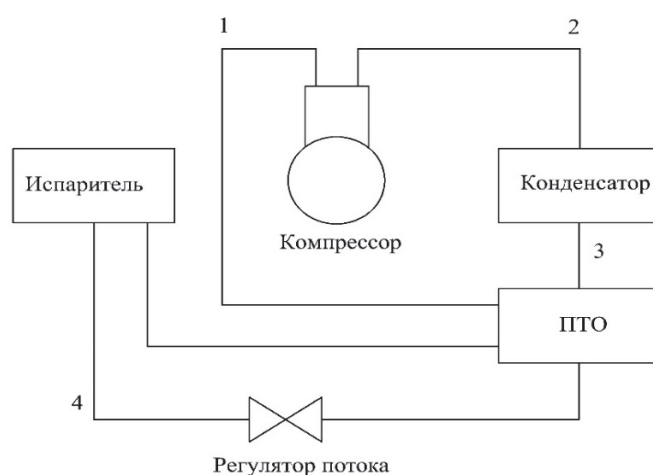 1
2
Испаритель
Конденсатор
Компрессор
3
ПТО
4
Регулятор потока